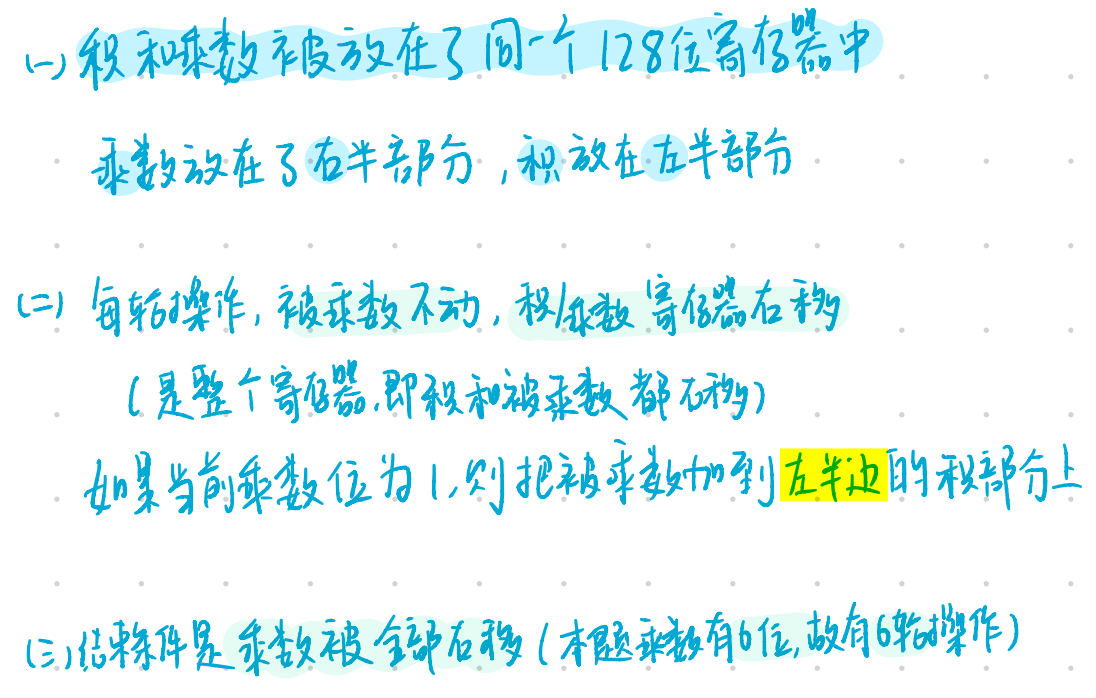 (一) 积和乘数被放在了同一个128位寄存器中
乘数放在了右半部分,积放在左半部分
(二) 每轮操作,被乘数不动,积/乘数寄存器右移
(是整个寄存器,即积和被乘数都右移)
如果当前乘数位为1,则把被乘数加到左半边的积部分上
(三)结束条件是乘数被全部右移(本题乘数有6位,故有6轮操作)